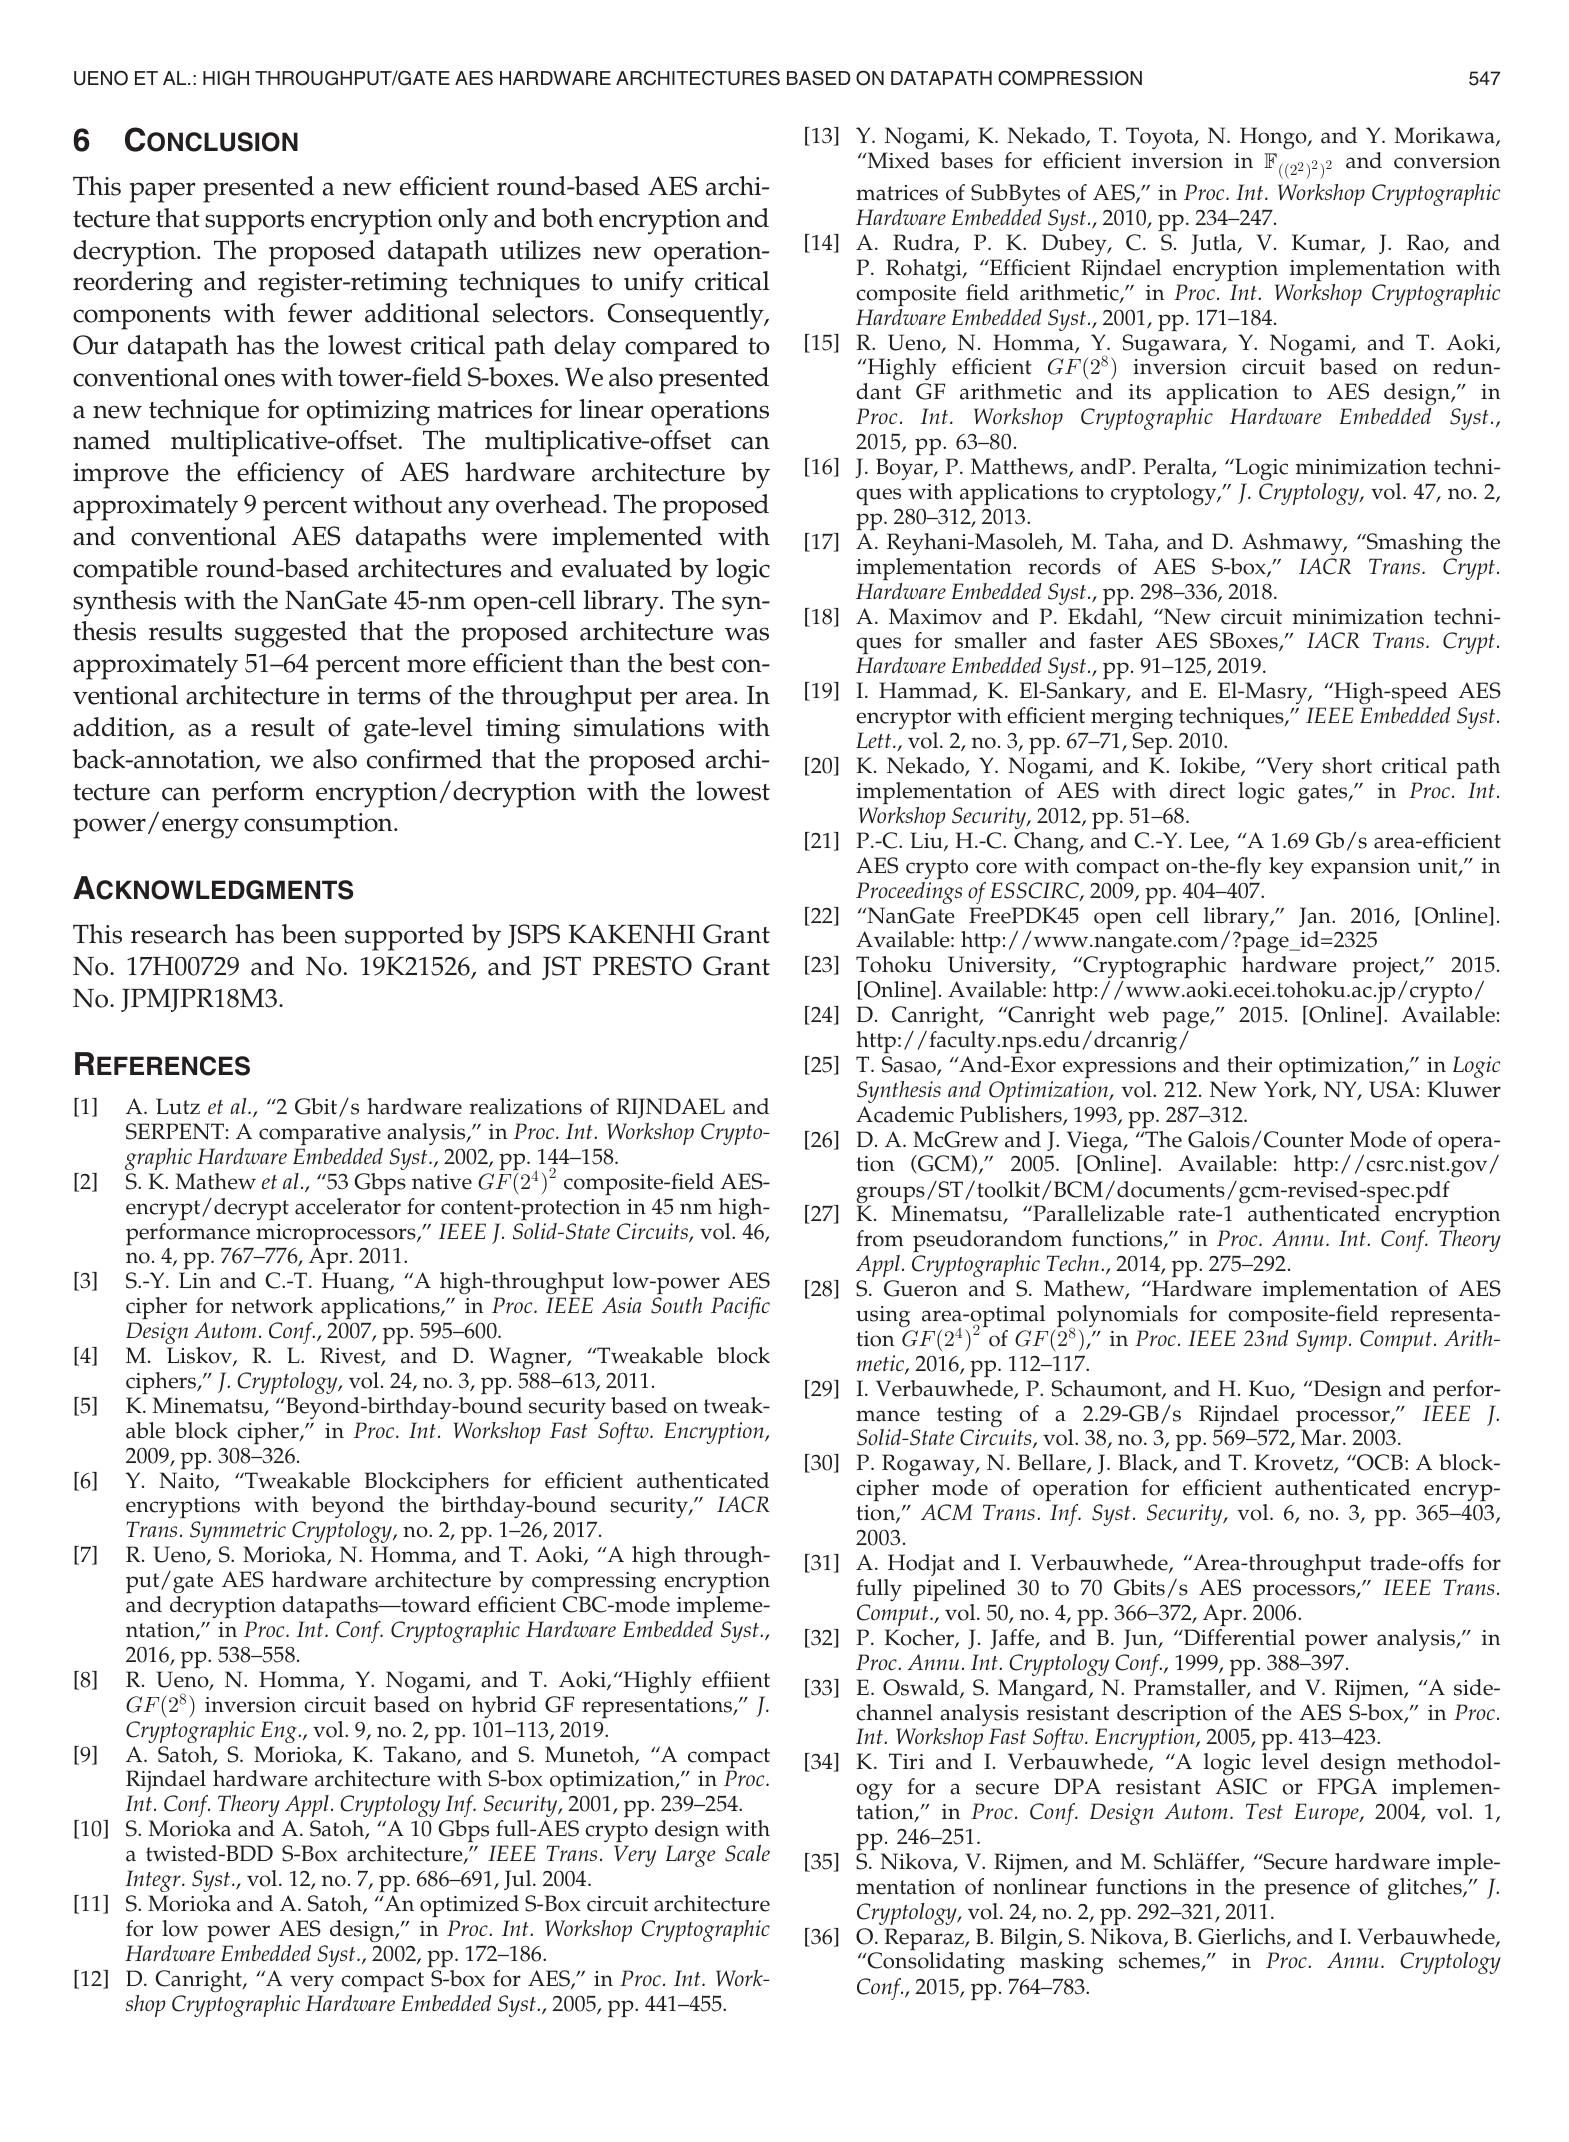 UENO ET AL.: HIGH THROUGHPUT/GATE AES HARDWARE ARCHITECTURES BASED ON DATAPATH COMPRESSION 547
6 CONCLUSION
This paper presented a new efficient round-based AES archi-
tecture that supports encryption only and both encryption and
decryption. The proposed datapath utilizes new operation-
reordering and register-retiming techniques to unify critical
components with fewer additional selectors. Consequently,
Our datapath has the lowest critical path delay compared to
conventional ones with tower-field S-boxes. We also presented
a new technique for optimizing matrices for linear operations
named multiplicative-offset. The multiplicative-offset can
improve the efficiency of AES hardware architecture by
approximately 9 percent without any overhead. The proposed
and conventional AES datapaths were implemented with
compatible round-based architectures and evaluated by logic
synthesis with the NanGate 45-nm open-cell library. The syn-
thesis results suggested that the proposed architecture was
approximately 51–64 percent more efficient than the best con-
ventional architecture in terms of the throughput per area. In
addition, as a result of gate-level timing simulations with
back-annotation, we also confirmed that the proposed archi-
tecture can perform encryption/decryption with the lowest
power/energy consumption.
ACKNOWLEDGMENTS
This research has been supported by JSPS KAKENHI Grant
No. 17H00729 and No. 19K21526, and JST PRESTO Grant
No. JPMJPR18M3.
REFERENCES
[1] A. Lutz et al., “2 Gbit/s hardware realizations of RIJNDAEL and
SERPENT: A comparative analysis,” in Proc. Int. Workshop Crypto-
graphic Hardware Embedded Syst., 2002, pp. 144–158.
[2] S. K. Mathew et al., “53 Gbps native GF(2⁴)² composite-field AES-
encrypt/decrypt accelerator for content-protection in 45 nm high-
performance microprocessors,” IEEE J. Solid-State Circuits, vol. 46,
no. 4, pp. 767–776, Apr. 2011.
[3] S.-Y. Lin and C.-T. Huang, “A high-throughput low-power AES
cipher for network applications,” in Proc. IEEE Asia South Pacific
Design Autom. Conf., 2007, pp. 595–600.
[4] M. Liskov, R. L. Rivest, and D. Wagner, “Tweakable block
ciphers,” J. Cryptology, vol. 24, no. 3, pp. 588–613, 2011.
[5] K. Minematsu, “Beyond-birthday-bound security based on tweak-
able block cipher,” in Proc. Int. Workshop Fast Softw. Encryption,
2009, pp. 308–326.
[6] Y. Naito, “Tweakable Blockciphers for efficient authenticated
encryptions with beyond the birthday-bound security,” IACR
Trans. Symmetric Cryptology, no. 2, pp. 1–26, 2017.
[7] R. Ueno, S. Morioka, N. Homma, and T. Aoki, “A high through-
put/gate AES hardware architecture by compressing encryption
and decryption datapaths—toward efficient CBC-mode impleme-
ntation,” in Proc. Int. Conf. Cryptographic Hardware Embedded Syst.,
2016, pp. 538–558.
[8] R. Ueno, N. Homma, Y. Nogami, and T. Aoki,“Highly effiient
GF(2⁸) inversion circuit based on hybrid GF representations,” J.
Cryptographic Eng., vol. 9, no. 2, pp. 101–113, 2019.
[9] A. Satoh, S. Morioka, K. Takano, and S. Munetoh, “A compact
Rijndael hardware architecture with S-box optimization,” in Proc.
Int. Conf. Theory Appl. Cryptology Inf. Security, 2001, pp. 239–254.
[10] S. Morioka and A. Satoh, “A 10 Gbps full-AES crypto design with
a twisted-BDD S-Box architecture,” IEEE Trans. Very Large Scale
Integr. Syst., vol. 12, no. 7, pp. 686–691, Jul. 2004.
[11] S. Morioka and A. Satoh, “An optimized S-Box circuit architecture
for low power AES design,” in Proc. Int. Workshop Cryptographic
Hardware Embedded Syst., 2002, pp. 172–186.
[12] D. Canright, “A very compact S-box for AES,” in Proc. Int. Work-
shop Cryptographic Hardware Embedded Syst., 2005, pp. 441–455.
[13] Y. Nogami, K. Nekado, T. Toyota, N. Hongo, and Y. Morikawa,
“Mixed bases for efficient inversion in 𝔽((2²)²)² and conversion
matrices of SubBytes of AES,” in Proc. Int. Workshop Cryptographic
Hardware Embedded Syst., 2010, pp. 234–247.
[14] A. Rudra, P. K. Dubey, C. S. Jutla, V. Kumar, J. Rao, and
P. Rohatgi, “Efficient Rijndael encryption implementation with
composite field arithmetic,” in Proc. Int. Workshop Cryptographic
Hardware Embedded Syst., 2001, pp. 171–184.
[15] R. Ueno, N. Homma, Y. Sugawara, Y. Nogami, and T. Aoki,
“Highly efficient GF(2⁸) inversion circuit based on redun-
dant GF arithmetic and its application to AES design,” in
Proc. Int. Workshop Cryptographic Hardware Embedded Syst.,
2015, pp. 63–80.
[16] J. Boyar, P. Matthews, andP. Peralta, “Logic minimization techni-
ques with applications to cryptology,” J. Cryptology, vol. 47, no. 2,
pp. 280–312, 2013.
[17] A. Reyhani-Masoleh, M. Taha, and D. Ashmawy, “Smashing the
implementation records of AES S-box,” IACR Trans. Crypt.
Hardware Embedded Syst., pp. 298–336, 2018.
[18] A. Maximov and P. Ekdahl, “New circuit minimization techni-
ques for smaller and faster AES SBoxes,” IACR Trans. Crypt.
Hardware Embedded Syst., pp. 91–125, 2019.
[19] I. Hammad, K. El-Sankary, and E. El-Masry, “High-speed AES
encryptor with efficient merging techniques,” IEEE Embedded Syst.
Lett., vol. 2, no. 3, pp. 67–71, Sep. 2010.
[20] K. Nekado, Y. Nogami, and K. Iokibe, “Very short critical path
implementation of AES with direct logic gates,” in Proc. Int.
Workshop Security, 2012, pp. 51–68.
[21] P.-C. Liu, H.-C. Chang, and C.-Y. Lee, “A 1.69 Gb/s area-efficient
AES crypto core with compact on-the-fly key expansion unit,” in
Proceedings of ESSCIRC, 2009, pp. 404–407.
[22] “NanGate FreePDK45 open cell library,” Jan. 2016, [Online].
Available: http://www.nangate.com/?page_id=2325
[23] Tohoku University, “Cryptographic hardware project,” 2015.
[Online]. Available: http://www.aoki.ecei.tohoku.ac.jp/crypto/
[24] D. Canright, “Canright web page,” 2015. [Online]. Available:
http://faculty.nps.edu/drcanrig/
[25] T. Sasao, “And-Exor expressions and their optimization,” in Logic
Synthesis and Optimization, vol. 212. New York, NY, USA: Kluwer
Academic Publishers, 1993, pp. 287–312.
[26] D. A. McGrew and J. Viega, “The Galois/Counter Mode of opera-
tion (GCM),” 2005. [Online]. Available: http://csrc.nist.gov/
groups/ST/toolkit/BCM/documents/gcm-revised-spec.pdf
[27] K. Minematsu, “Parallelizable rate-1 authenticated encryption
from pseudorandom functions,” in Proc. Annu. Int. Conf. Theory
Appl. Cryptographic Techn., 2014, pp. 275–292.
[28] S. Gueron and S. Mathew, “Hardware implementation of AES
using area-optimal polynomials for composite-field representa-
tion GF(2⁴)² of GF(2⁸),” in Proc. IEEE 23nd Symp. Comput. Arith-
metic, 2016, pp. 112–117.
[29] I. Verbauwhede, P. Schaumont, and H. Kuo, “Design and perfor-
mance testing of a 2.29-GB/s Rijndael processor,” IEEE J.
Solid-State Circuits, vol. 38, no. 3, pp. 569–572, Mar. 2003.
[30] P. Rogaway, N. Bellare, J. Black, and T. Krovetz, “OCB: A block-
cipher mode of operation for efficient authenticated encryp-
tion,” ACM Trans. Inf. Syst. Security, vol. 6, no. 3, pp. 365–403,
2003.
[31] A. Hodjat and I. Verbauwhede, “Area-throughput trade-offs for
fully pipelined 30 to 70 Gbits/s AES processors,” IEEE Trans.
Comput., vol. 50, no. 4, pp. 366–372, Apr. 2006.
[32] P. Kocher, J. Jaffe, and B. Jun, “Differential power analysis,” in
Proc. Annu. Int. Cryptology Conf., 1999, pp. 388–397.
[33] E. Oswald, S. Mangard, N. Pramstaller, and V. Rijmen, “A side-
channel analysis resistant description of the AES S-box,” in Proc.
Int. Workshop Fast Softw. Encryption, 2005, pp. 413–423.
[34] K. Tiri and I. Verbauwhede, “A logic level design methodol-
ogy for a secure DPA resistant ASIC or FPGA implemen-
tation,” in Proc. Conf. Design Autom. Test Europe, 2004, vol. 1,
pp. 246–251.
[35] S. Nikova, V. Rijmen, and M. Schläffer, “Secure hardware imple-
mentation of nonlinear functions in the presence of glitches,” J.
Cryptology, vol. 24, no. 2, pp. 292–321, 2011.
[36] O. Reparaz, B. Bilgin, S. Nikova, B. Gierlichs, and I. Verbauwhede,
“Consolidating masking schemes,” in Proc. Annu. Cryptology
Conf., 2015, pp. 764–783.